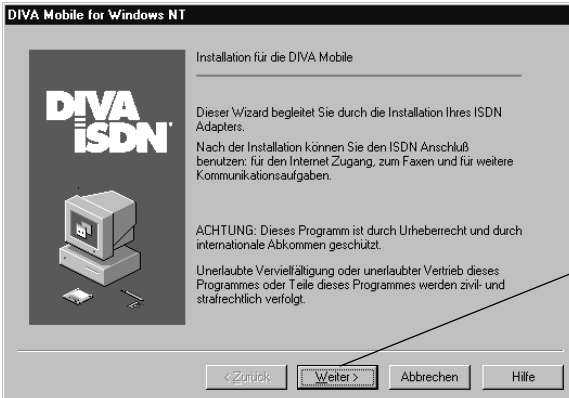 DIVA Mobile for Windows NT
Installation für die DIVA Mobile
DIVA
ISDN
Dieser Wizard begleitet Sie durch die Installation Ihres ISDN
Adapters.
Nach der Installation können Sie den ISDN Anschluß
benutzen: für den Internet Zugang, zum Faxen und für weitere
Kommunikationsaufgaben.
ACHTUNG: Dieses Programm ist durch Urheberrecht und durch
internationale Abkommen geschützt.
Unerlaubte Vervielfältigung oder unerlaubter Vertrieb dieses
Programmes oder Teile dieses Programmes werden zivil- und
strafrechtlich verfolgt.
< Zurück Weiter > Abbrechen Hilfe